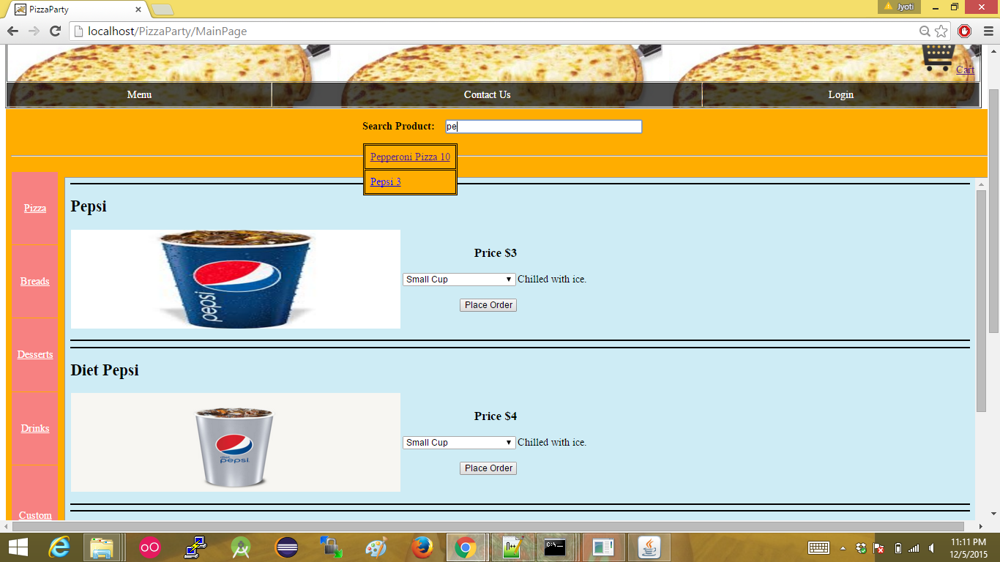 PizzaParty
Jyoti
localhost/PizzaParty/MainPage
Cart
Menu
Contact Us
Login
Search Product:
pe
Pepperoni Pizza 10
Pepsi 3
Pizza
Breads
Desserts
Drinks
Custom
Pepsi
pepsi
Price $3
Small Cup
Chilled with ice.
Place Order
Diet Pepsi
diet
pepsi
Price $4
Small Cup
Chilled with ice.
Place Order
C:\._
11:11 PM
12/5/2015